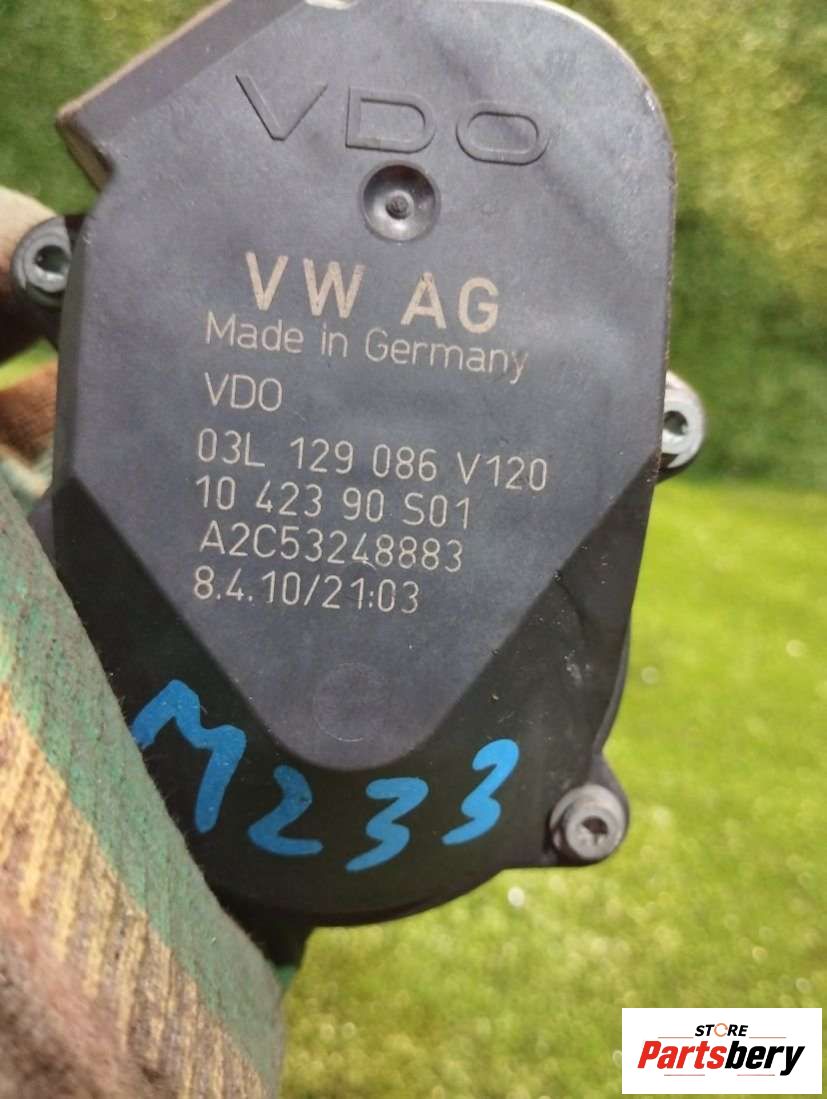 VDO
VW AG
Made in Germany
VDO
03L 129 086 V120
10 423 90 S01
A2C53248883
8.4.10/21:03
M233
STORE
Partsbery